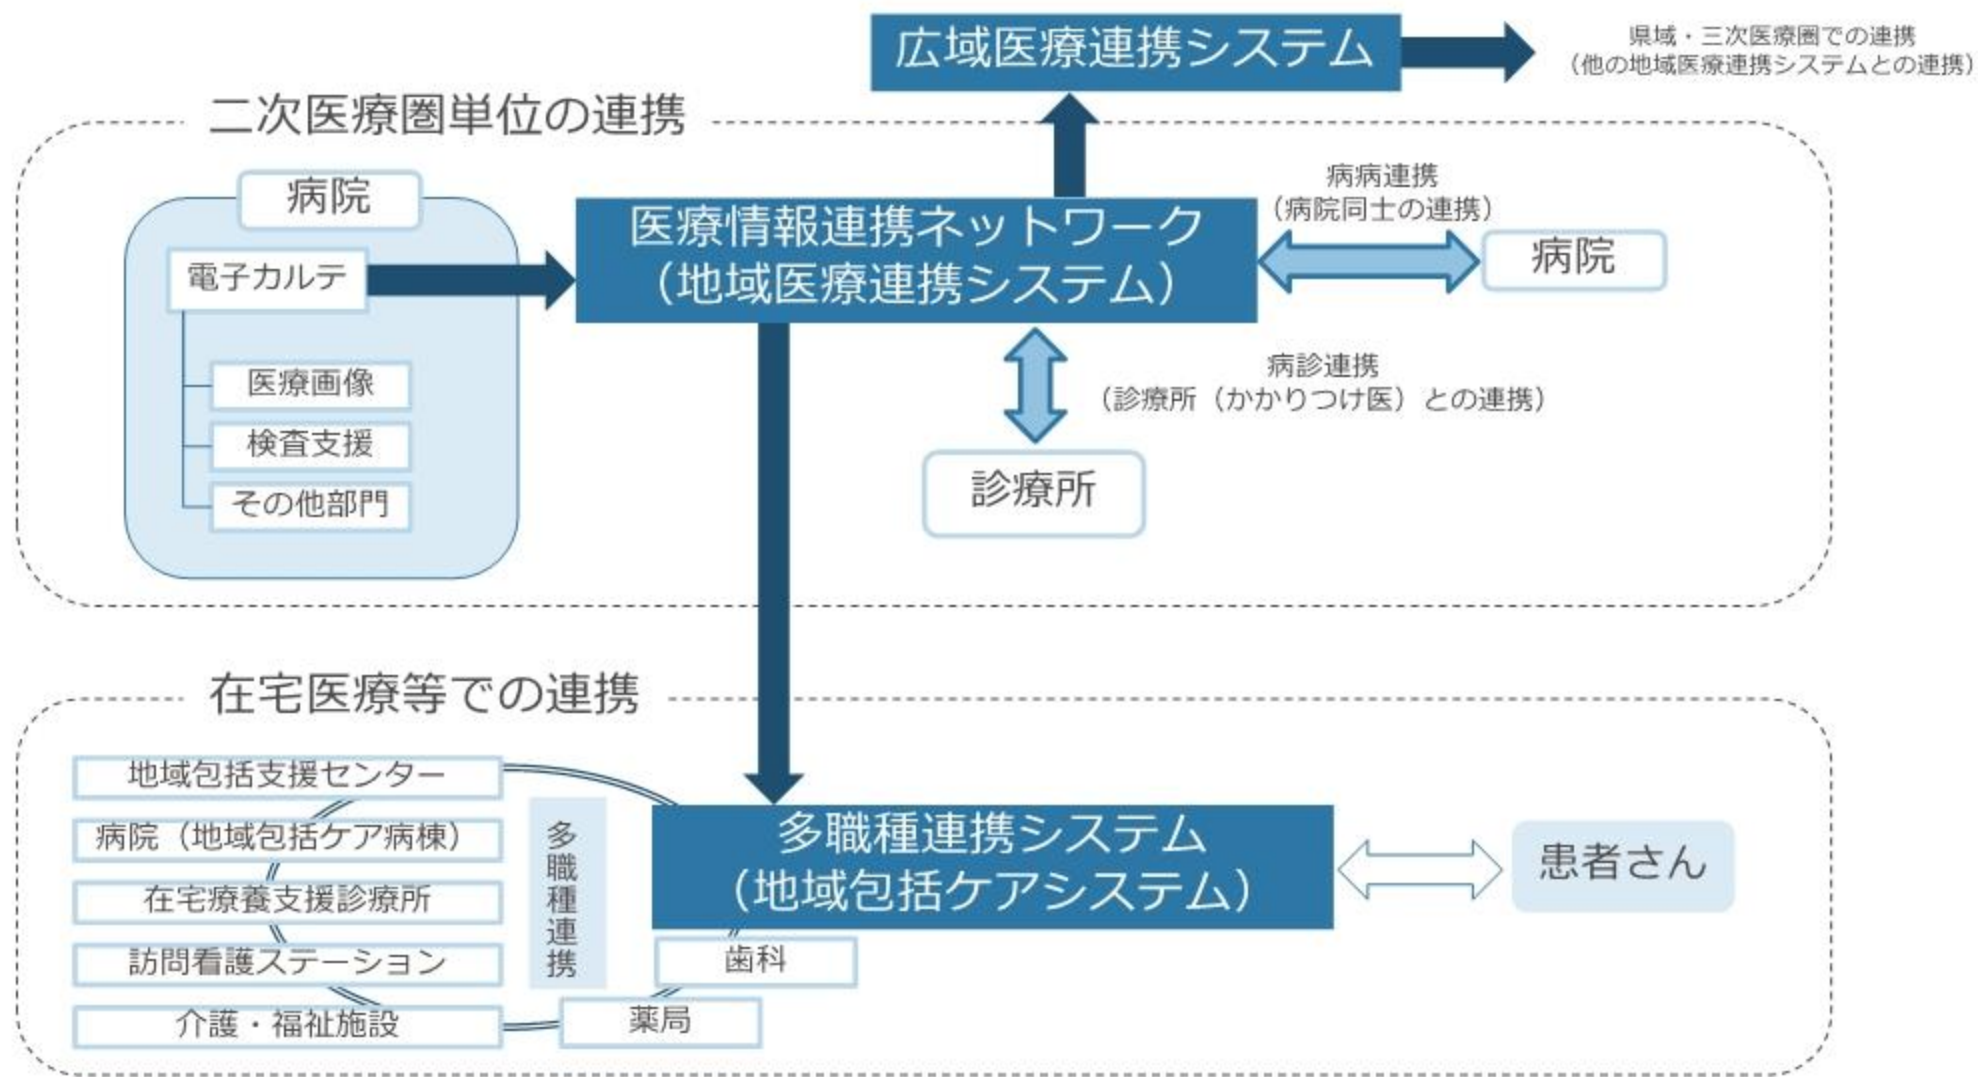 広域医療連携システム
県域・三次医療圏での連携
（他の地域医療連携システムとの連携）
二次医療圏単位の連携
病院
電子カルテ
医療画像
検査支援
その他部門
医療情報連携ネットワーク
（地域医療連携システム）
病病連携
（病院同士の連携）
病院
病診連携
（診療所（かかりつけ医）との連携）
診療所
在宅医療等での連携
地域包括支援センター
病院（地域包括ケア病棟）
在宅療養支援診療所
訪問看護ステーション
介護・福祉施設
多職種連携
多職種連携システム
（地域包括ケアシステム）
歯科
薬局
患者さん